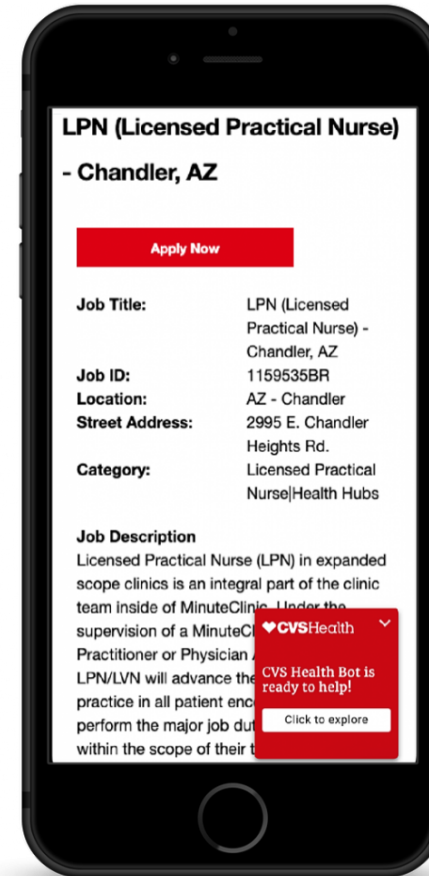 LPN (Licensed Practical Nurse)
- Chandler, AZ
Apply Now
Job Title: LPN (Licensed
Practical Nurse) -
Chandler, AZ
Job ID: 1159535BR
Location: AZ - Chandler
Street Address: 2995 E. Chandler
Heights Rd.
Category: Licensed Practical
Nurse|Health Hubs
Job Description
Licensed Practical Nurse (LPN) in expanded
scope clinics is an integral part of the clinic
team inside of MinuteClinic. Under the
supervision of a MinuteCl
Practitioner or Physician
LPN/LVN will advance the
practice in all patient enc
perform the major job dut
within the scope of their t
CVSHealth
CVS Health Bot is
ready to help!
Click to explore